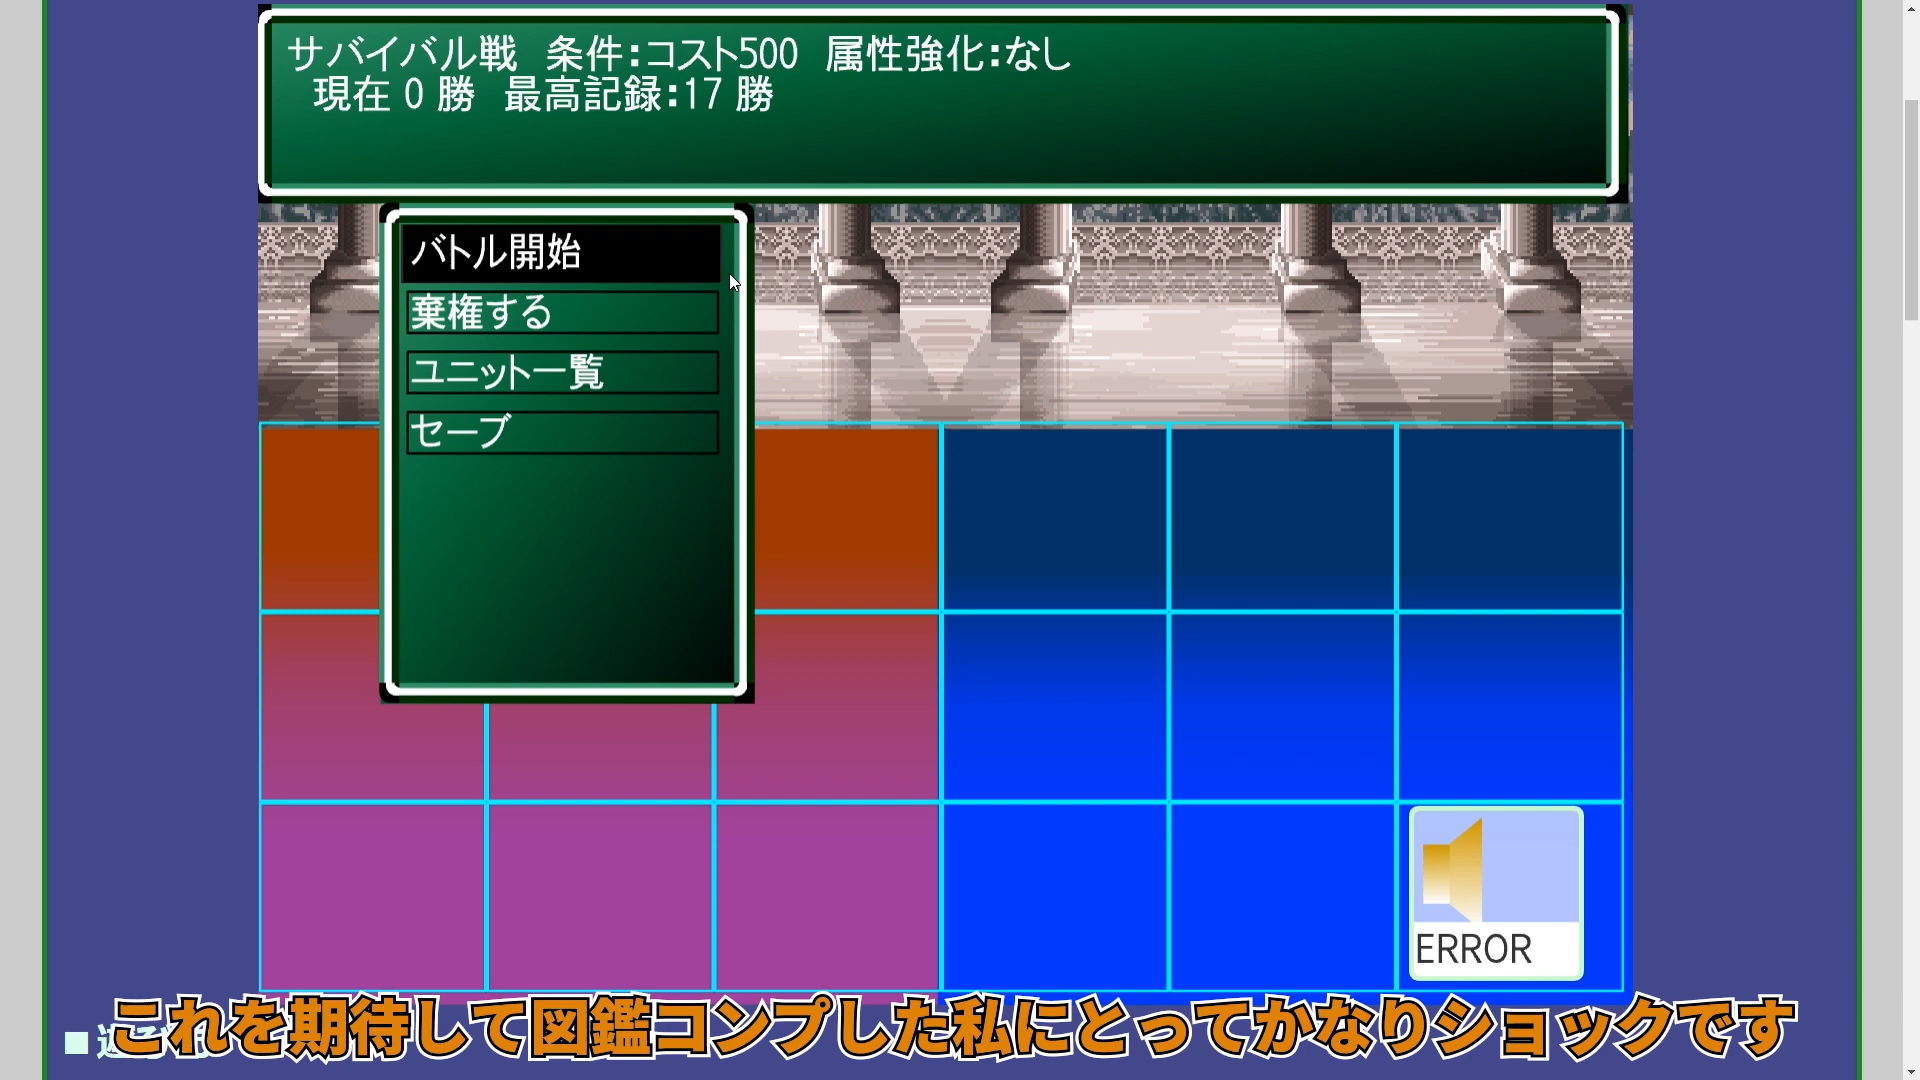 サバイバル戦 条件:コスト500 属性強化:なし
現在 0 勝 最高記録:17 勝
バトル開始
棄権する
ユニット一覧
セーブ
ERROR
これを期待して図鑑コンプした私にとってかなりショックです